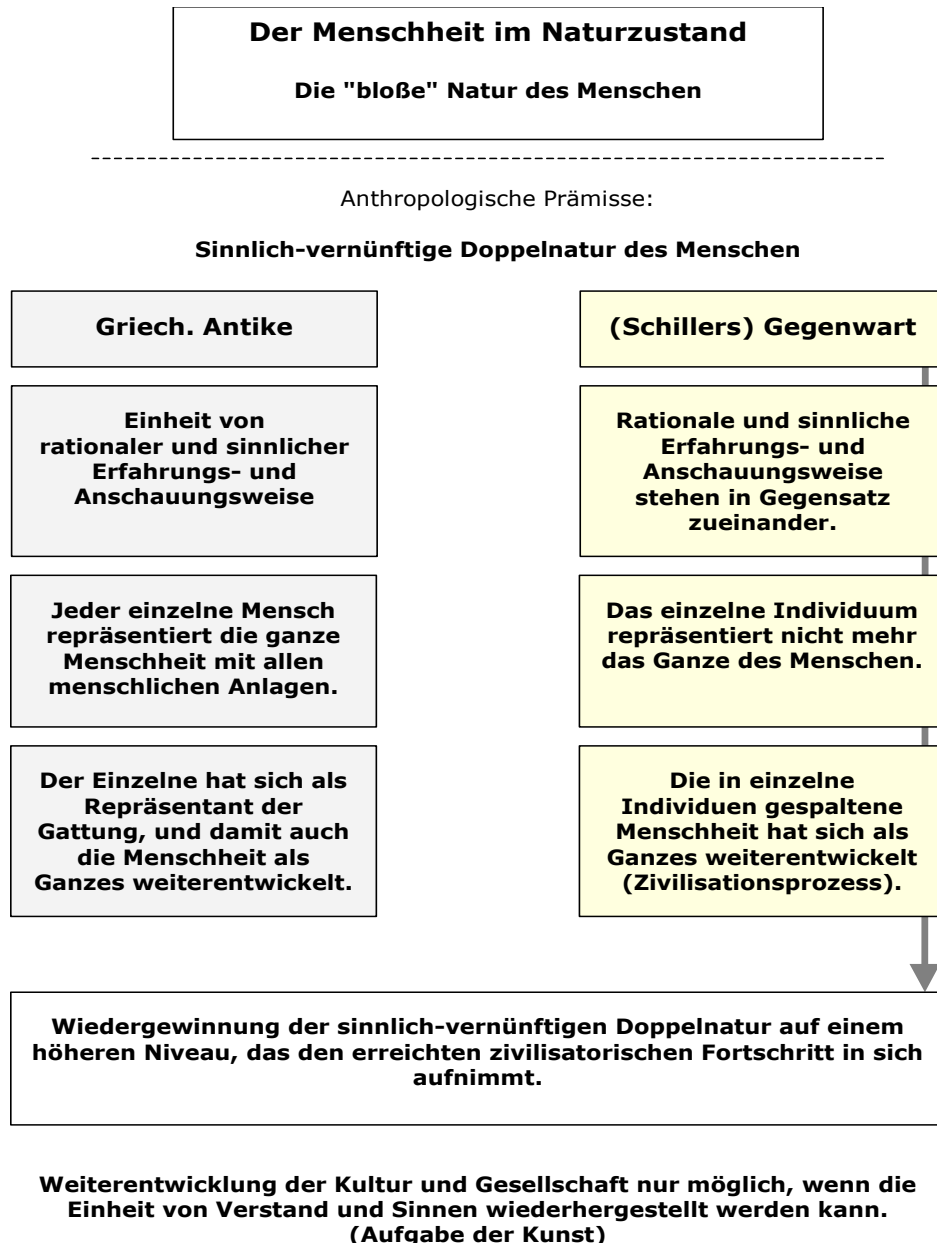 Der Menschheit im Naturzustand
Die "bloße" Natur des Menschen
Anthropologische Prämisse:
Sinnlich-vernünftige Doppelnatur des Menschen
Griech. Antike
Einheit von
rationaler und sinnlicher
Erfahrungs- und
Anschauungsweise
Jeder einzelne Mensch
repräsentiert die ganze
Menschheit mit allen
menschlichen Anlagen.
Der Einzelne hat sich als
Repräsentant der
Gattung, und damit auch
die Menschheit als
Ganzes weiterentwickelt.
(Schillers) Gegenwart
Rationale und sinnliche
Erfahrungs- und
Anschauungsweise
stehen in Gegensatz
zueinander.
Das einzelne Individuum
repräsentiert nicht mehr
das Ganze des Menschen.
Die in einzelne
Individuen gespaltene
Menschheit hat sich als
Ganzes weiterentwickelt
(Zivilisationsprozess).
Wiedergewinnung der sinnlich-vernünftigen Doppelnatur auf einem
höheren Niveau, das den erreichten zivilisatorischen Fortschritt in sich
aufnimmt.
Weiterentwicklung der Kultur und Gesellschaft nur möglich, wenn die
Einheit von Verstand und Sinnen wiederhergestellt werden kann.
(Aufgabe der Kunst)